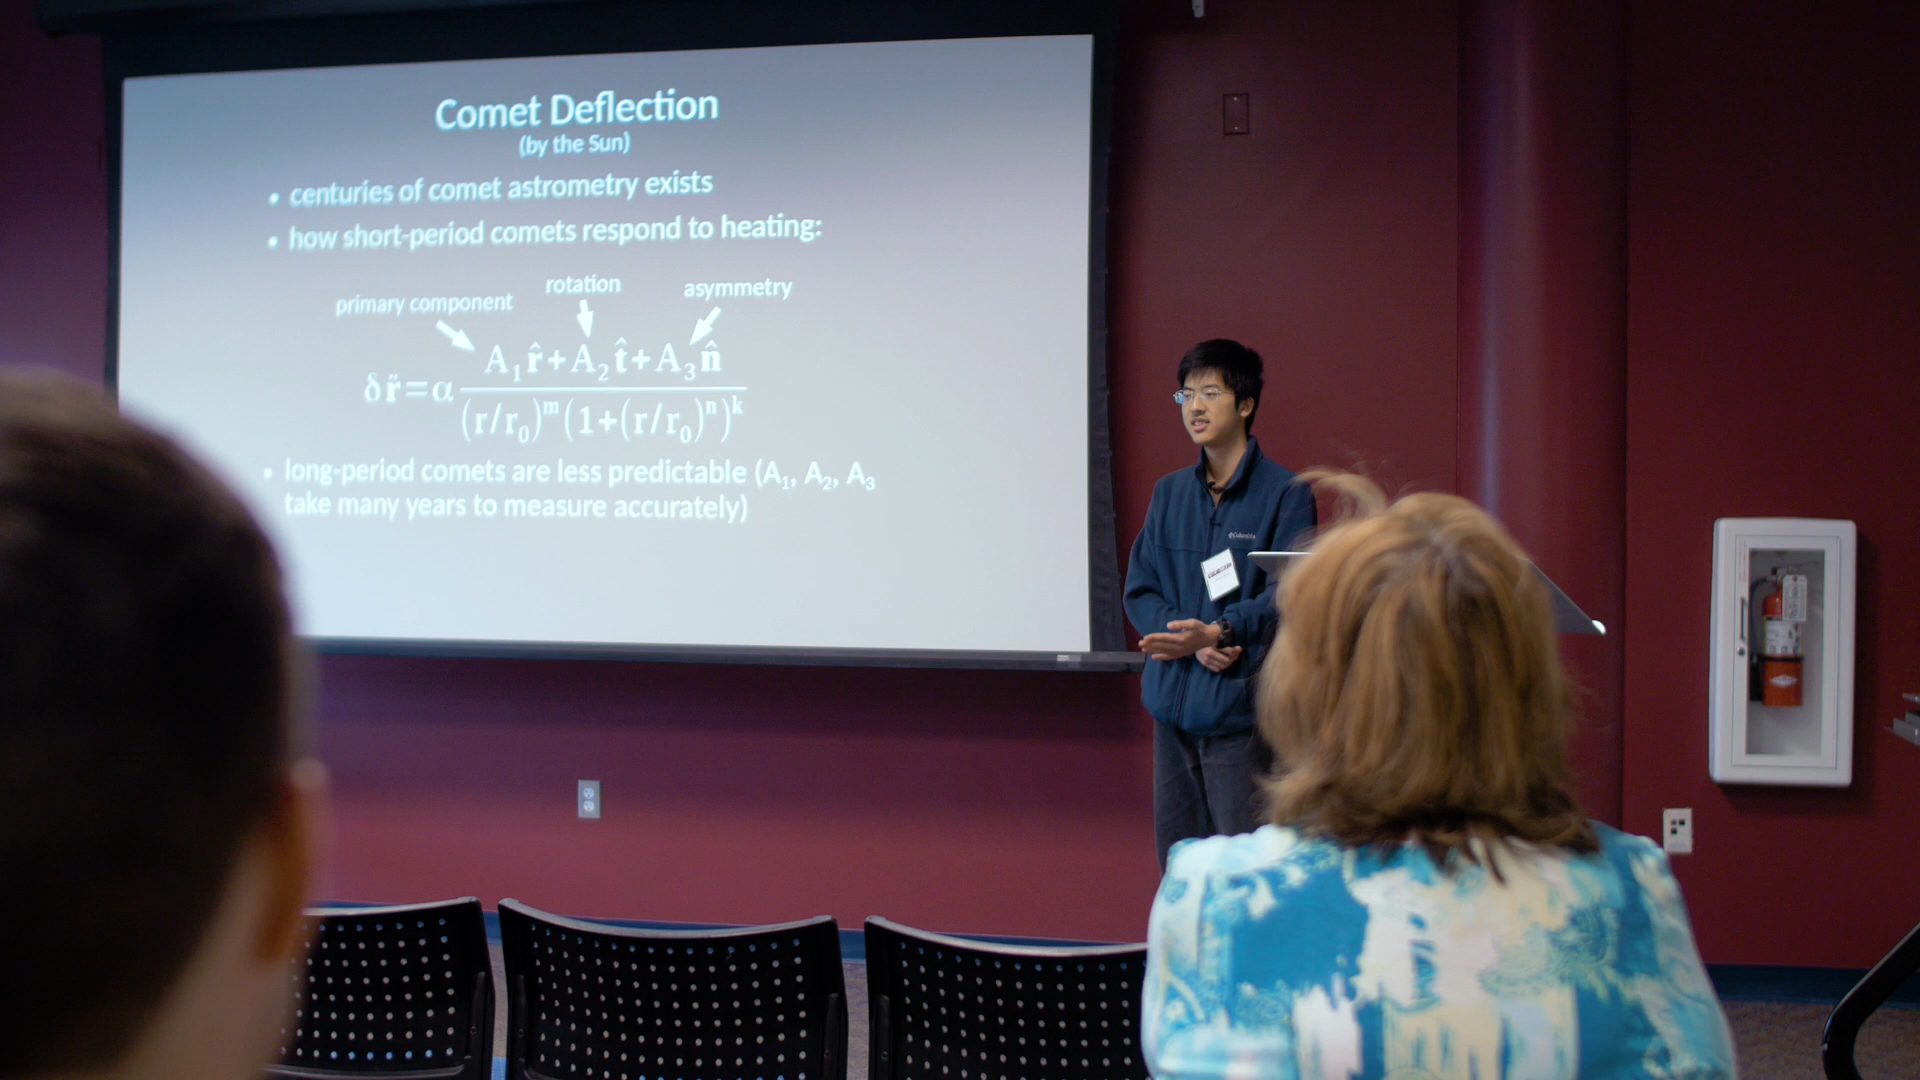 Comet Deflection
(by the Sun)
• centuries of comet astrometry exists
• how short-period comets respond to heating:
primary component
rotation
asymmetry
δr̈=α (A₁r̂+A₂t̂+A₃n̂) / ((r/r₀)ᵐ(1+(r/r₀)ⁿ)ᵏ)
• long-period comets are less predictable (A₁, A₂, A₃
take many years to measure accurately)
Columbia